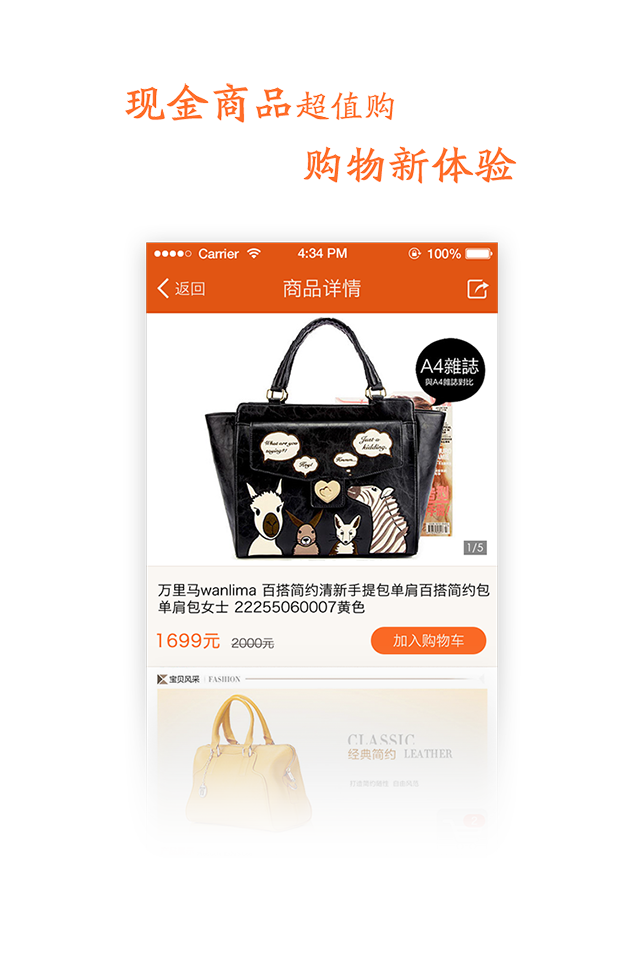 现金商品超值购
购物新体验
Carrier 4:34 PM 100%
返回 商品详情
A4雜誌
與A4雜誌對比
What are you
saying?!
Just a
kidding.
Hey!
Hmmm...
1/5
万里马wanlima 百搭简约清新手提包单肩百搭简约包
单肩包女士 22255060007黄色
1699元 2000元 加入购物车
宝贝风采 FASHION
CLASSIC
经典简约 LEATHER